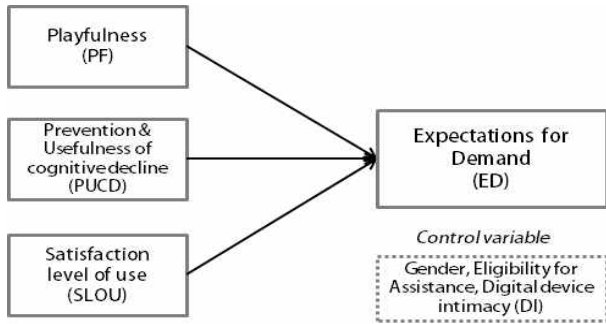 Playfulness
(PF)
Prevention &
Usefulness of
cognitive decline
(PUCD)
Satisfaction
level of use
(SLOU)
Expectations for
Demand
(ED)
Control variable
Gender, Eligibility for
Assistance, Digital device
intimacy (DI)